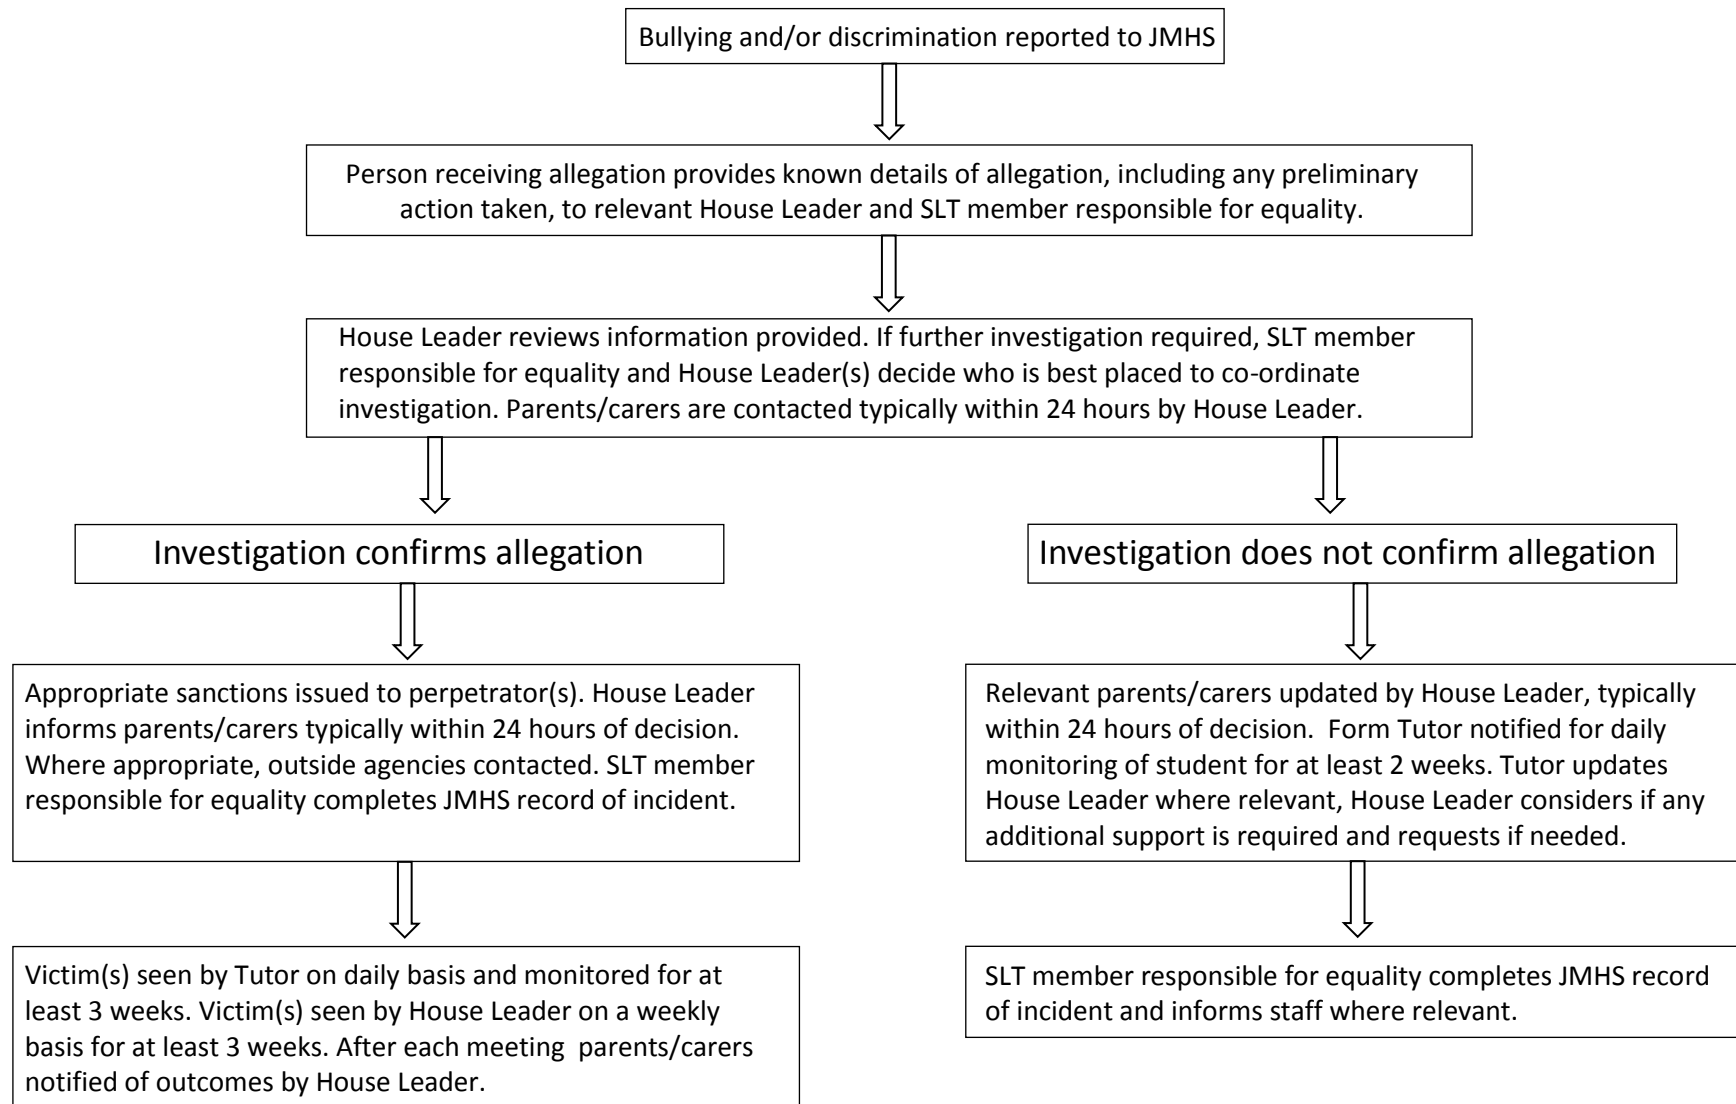 Bullying and/or discrimination reported to JMHS
Person receiving allegation provides known details of allegation, including any preliminary
action taken, to relevant House Leader and SLT member responsible for equality.
House Leader reviews information provided. If further investigation required, SLT member
responsible for equality and House Leader(s) decide who is best placed to co-ordinate
investigation. Parents/carers are contacted typically within 24 hours by House Leader.
Investigation confirms allegation
Investigation does not confirm allegation
Appropriate sanctions issued to perpetrator(s). House Leader
informs parents/carers typically within 24 hours of decision.
Where appropriate, outside agencies contacted. SLT member
responsible for equality completes JMHS record of incident.
Relevant parents/carers updated by House Leader, typically
within 24 hours of decision.  Form Tutor notified for daily
monitoring of student for at least 2 weeks. Tutor updates
House Leader where relevant, House Leader considers if any
additional support is required and requests if needed.
Victim(s) seen by Tutor on daily basis and monitored for at
least 3 weeks. Victim(s) seen by House Leader on a weekly
basis for at least 3 weeks. After each meeting  parents/carers
notified of outcomes by House Leader.
SLT member responsible for equality completes JMHS record
of incident and informs staff where relevant.